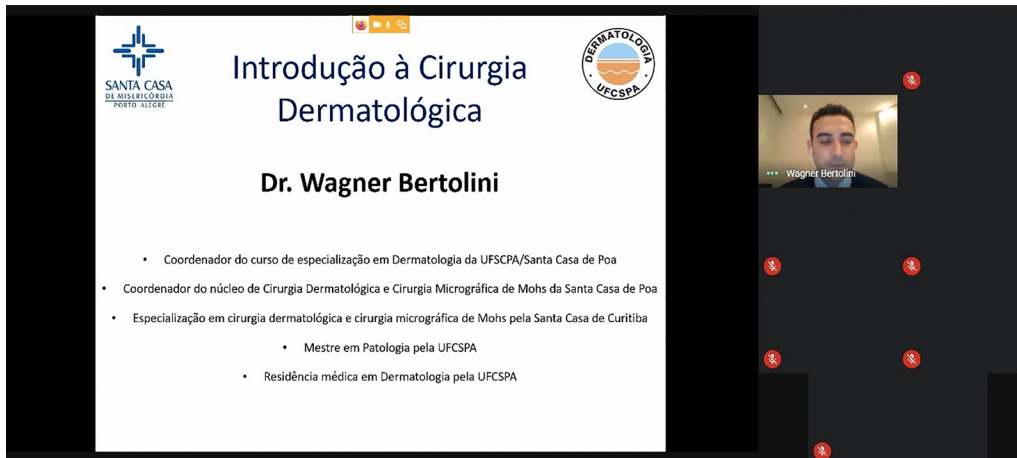 SANTA CASA
DE MISERICÓRDIA
PORTO ALEGRE
Introdução à Cirurgia
Dermatológica
DERMATOLOGIA
UFCSPA
Dr. Wagner Bertolini
• Coordenador do curso de especialização em Dermatologia da UFSCPA/Santa Casa de Poa
• Coordenador do núcleo de Cirurgia Dermatológica e Cirurgia Micrográfica de Mohs da Santa Casa de Poa
• Especialização em cirurgia dermatológica e cirurgia micrográfica de Mohs pela Santa Casa de Curitiba
• Mestre em Patologia pela UFCSPA
• Residência médica em Dermatologia pela UFCSPA
Wagner Bertolini